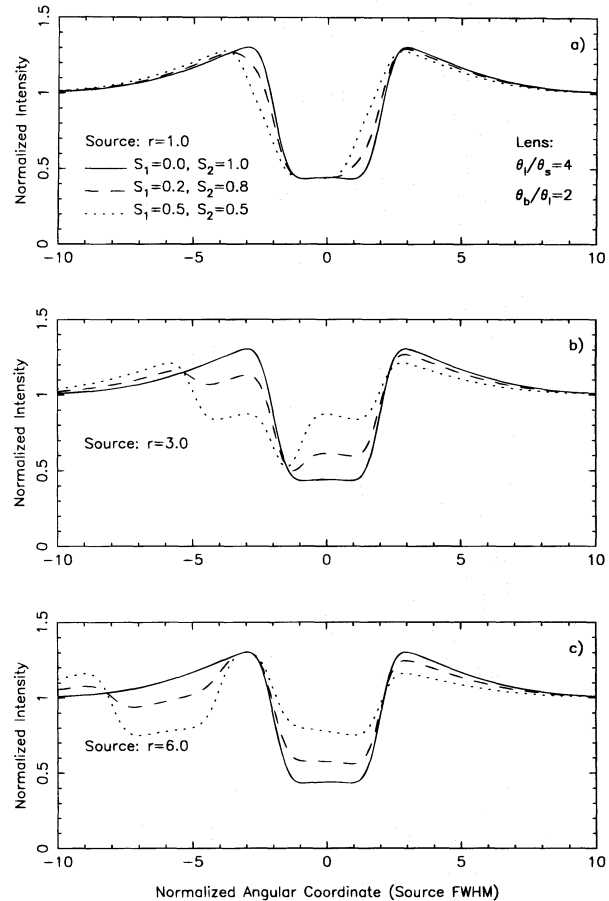 1.5
1
0.5
0
Normalized Intensity
a)
Source: r=1.0
S₁=0.0, S₂=1.0
S₁=0.2, S₂=0.8
S₁=0.5, S₂=0.5
Lens:
θₗ/θₛ=4
θ_b/θₗ=2
−10 −5 0 5 10
1.5
1
0.5
0
Normalized Intensity
b)
Source: r=3.0
−10 −5 0 5 10
1.5
1
0.5
0
Normalized Intensity
c)
Source: r=6.0
−10 −5 0 5 10
Normalized Angular Coordinate (Source FWHM)